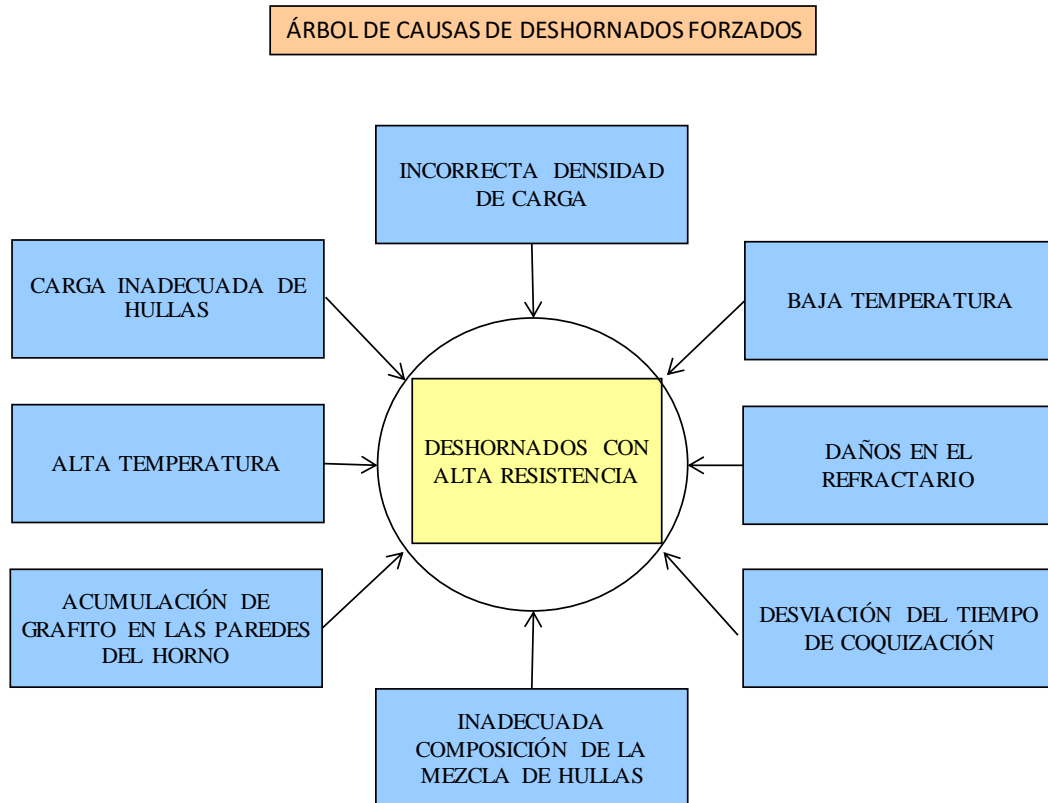 ÁRBOL DE CAUSAS DE DESHORNADOS FORZADOS
INCORRECTA DENSIDAD
DE CARGA
CARGA INADECUADA DE
HULLAS
BAJA TEMPERATURA
DESHORNADOS CON
ALTA RESISTENCIA
ALTA TEMPERATURA
DAÑOS EN EL
REFRACTARIO
ACUMULACIÓN DE
GRAFITO EN LAS PAREDES
DEL HORNO
DESVIACIÓN DEL TIEMPO
DE COQUIZACIÓN
INADECUADA
COMPOSICIÓN DE LA
MEZCLA DE HULLAS